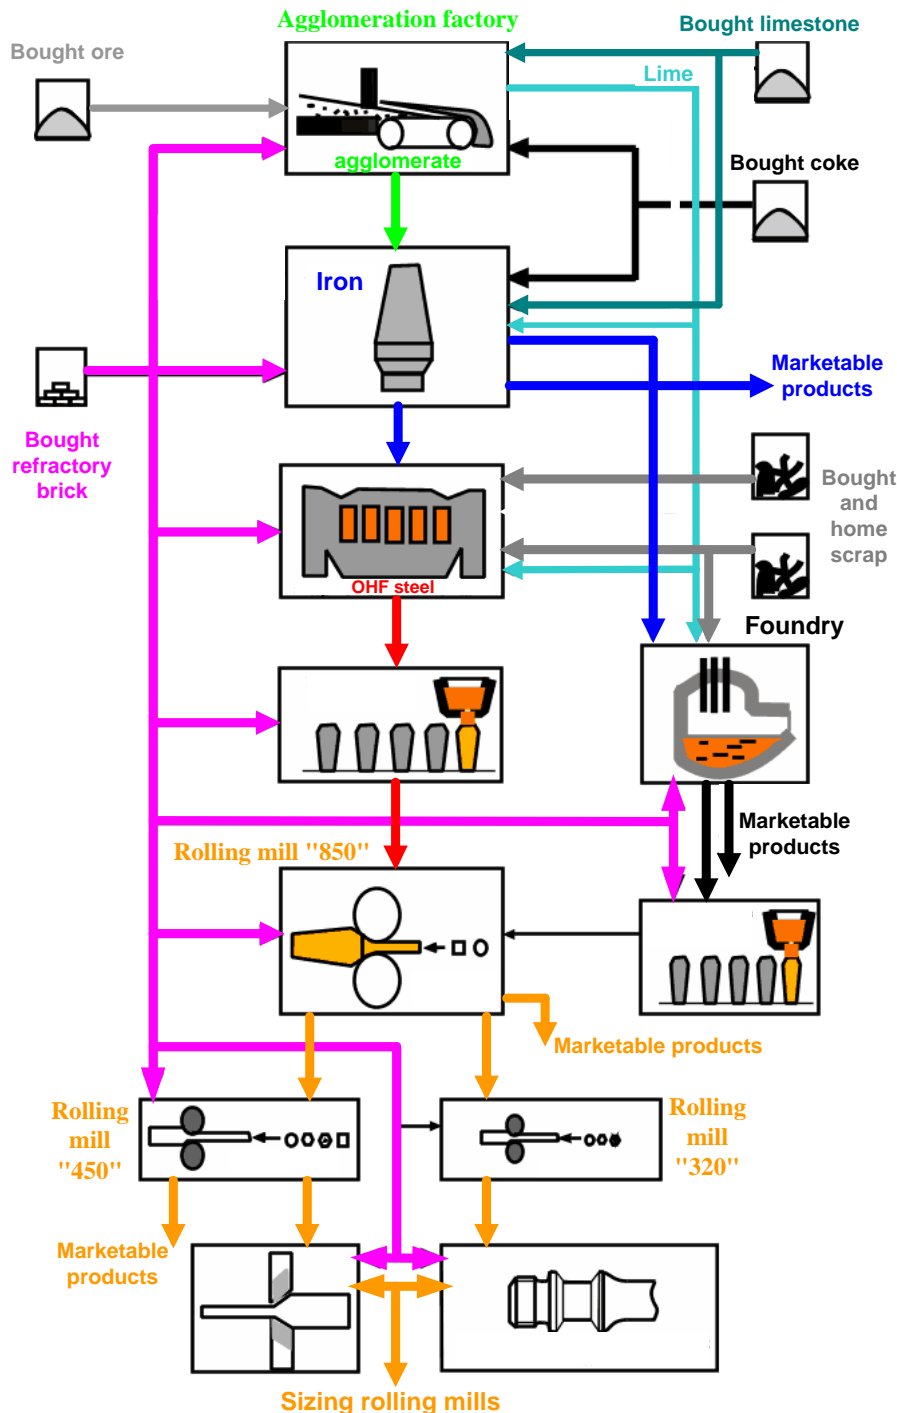 Agglomeration factory
Bought limestone
Bought ore
Lime
agglomerate
Bought coke
Iron
Marketable
products
Bought
refractory
brick
Bought
and
home
scrap
OHF steel
Foundry
Marketable
products
Rolling mill "850"
Marketable products
Rolling
mill
"450"
Rolling
mill
"320"
Marketable
products
Sizing rolling mills